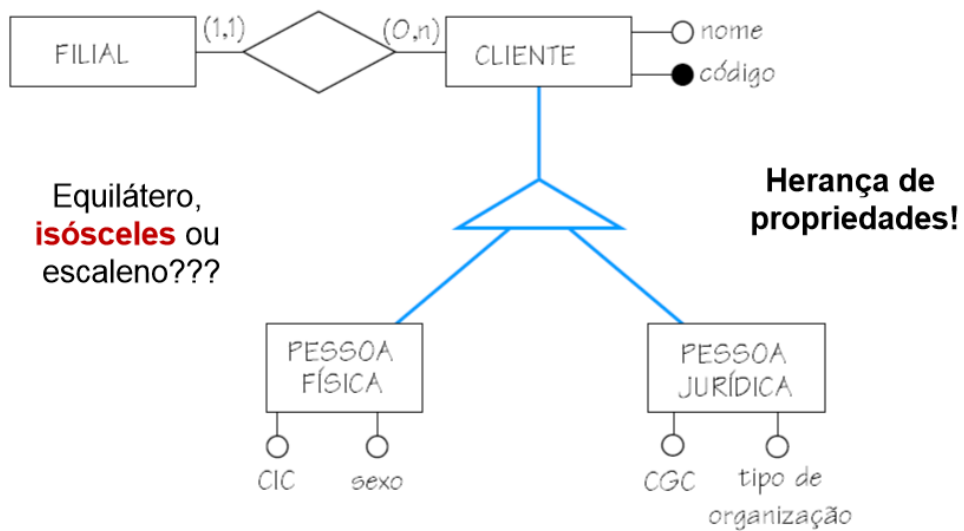 FILIAL
(1,1)
(0,n)
CLIENTE
nome
código
Equilátero,
isósceles ou
escaleno???
Herança de
propriedades!
PESSOA
FÍSICA
CIC
sexo
PESSOA
JURÍDICA
CGC
tipo de
organização